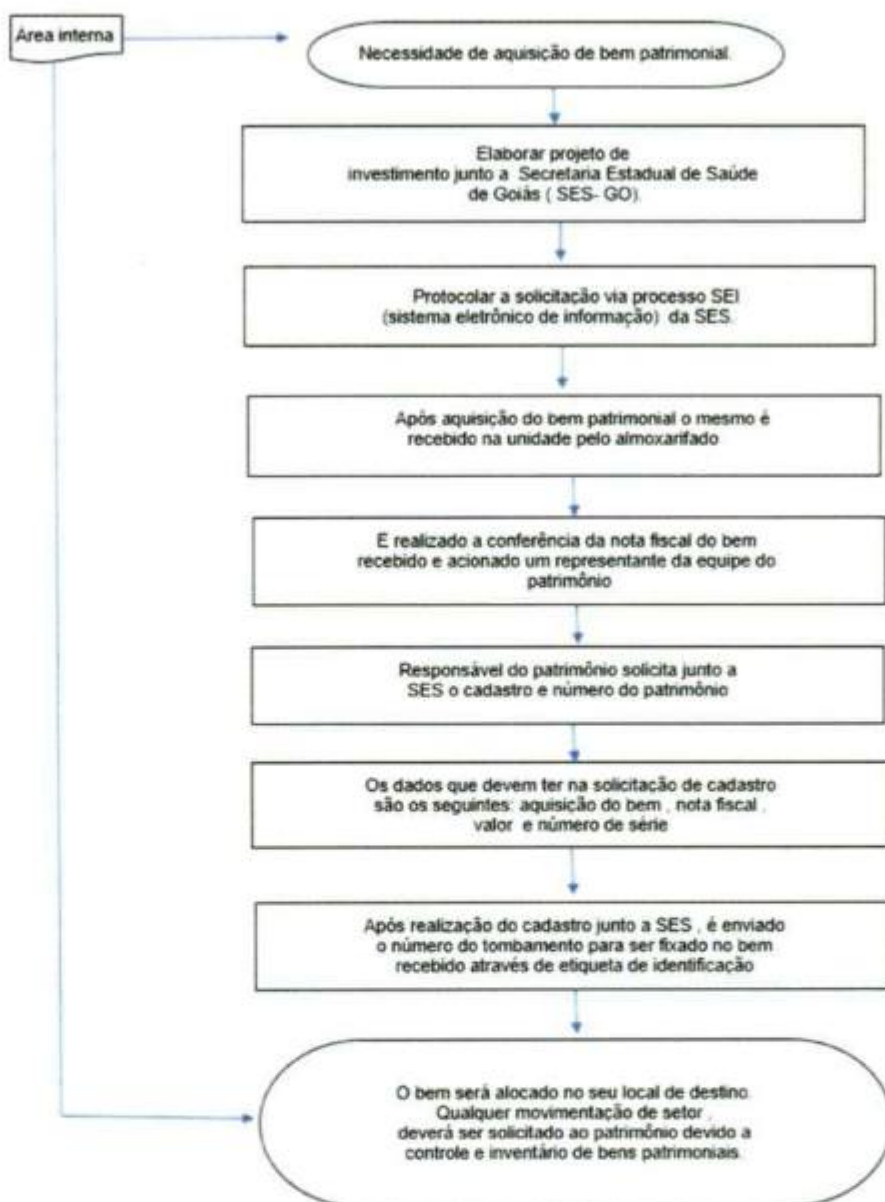 Área interna
Necessidade de aquisição de bem patrimonial.
Elaborar projeto de
investimento junto a Secretaria Estadual de Saúde
de Goiás ( SES- GO).
Protocolar a solicitação via processo SEI
(sistema eletrônico de informação) da SES.
Após aquisição do bem patrimonial o mesmo é
recebido na unidade pelo almoxarifado
É realizado a conferência da nota fiscal do bem
recebido e acionado um representante da equipe do
patrimônio
Responsável do patrimônio solicita junto a
SES o cadastro e número do patrimônio
Os dados que devem ter na solicitação de cadastro
são os seguintes: aquisição do bem , nota fiscal ,
valor e número de série
Após realização do cadastro junto a SES , é enviado
o número do tombamento para ser fixado no bem
recebido através de etiqueta de identificação
O bem será alocado no seu local de destino.
Qualquer movimentação de setor ,
deverá ser solicitado ao patrimônio devido a
controle e inventário de bens patrimoniais.